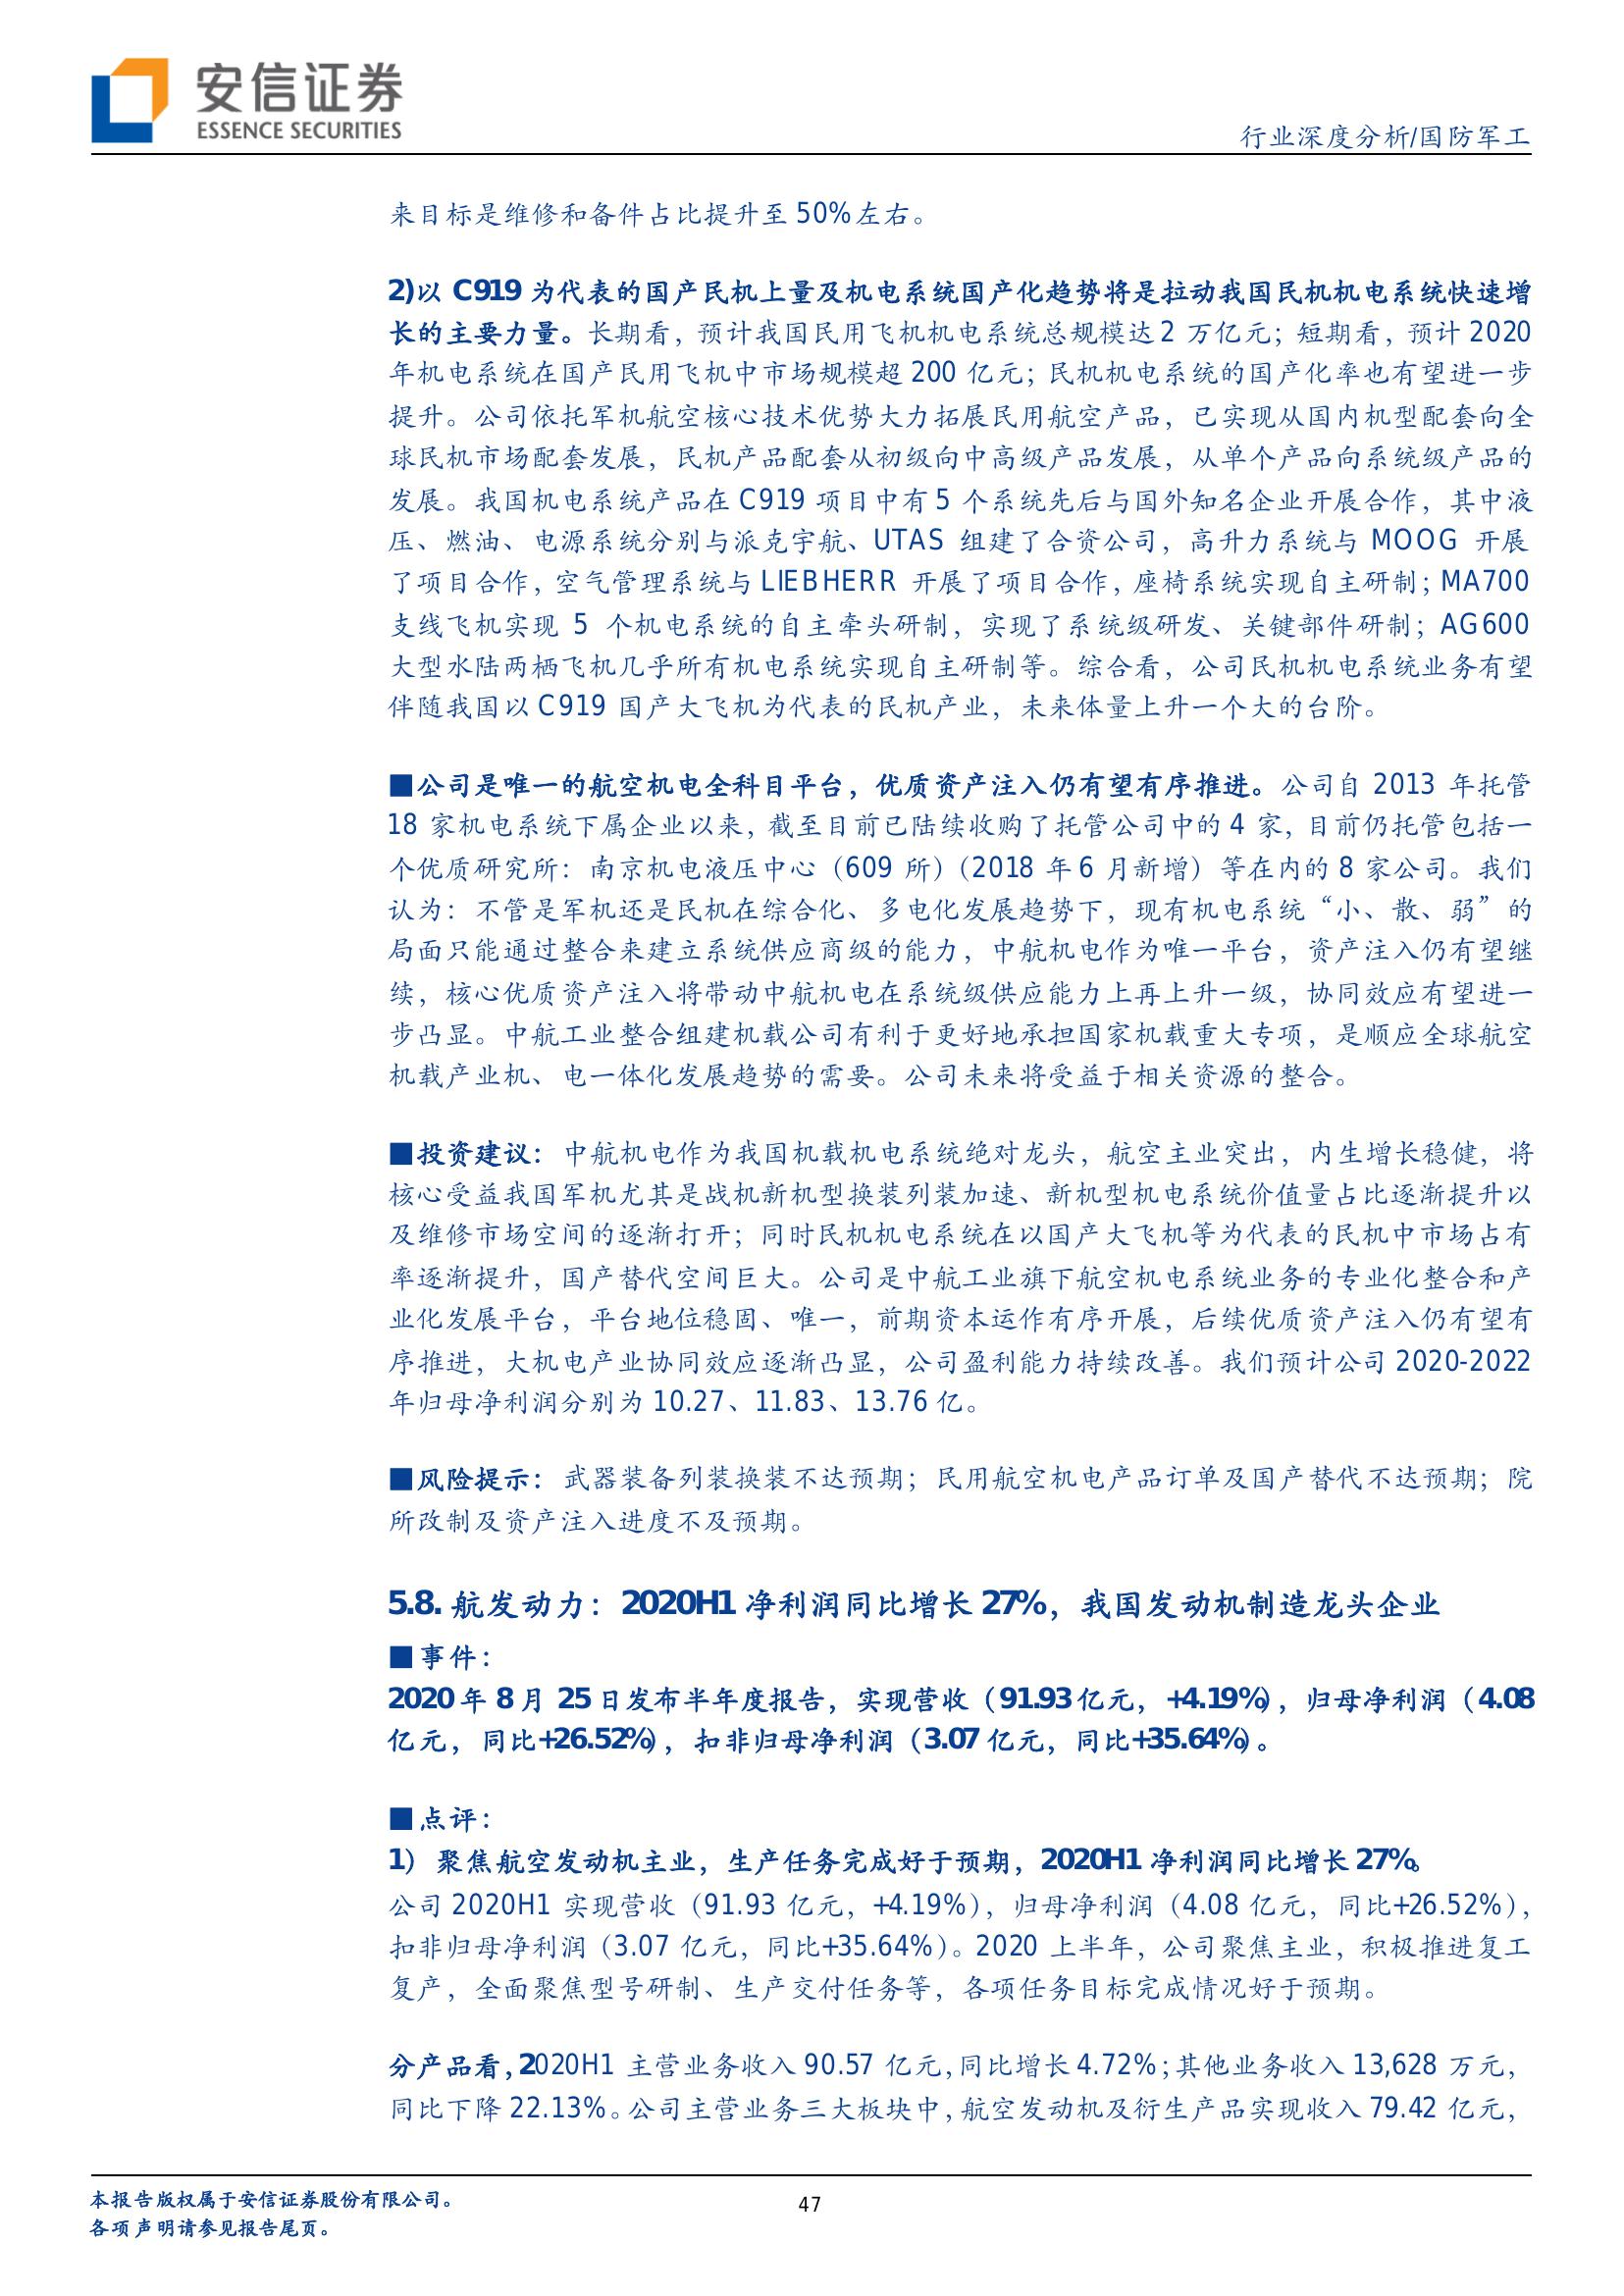 安信证券
ESSENCE SECURITIES
行业深度分析/国防军工
来目标是维修和备件占比提升至 50%左右。
2)以 C919 为代表的国产民机上量及机电系统国产化趋势将是拉动我国民机机电系统快速增
长的主要力量。长期看，预计我国民用飞机机电系统总规模达 2 万亿元；短期看，预计 2020
年机电系统在国产民用飞机中市场规模超 200 亿元；民机机电系统的国产化率也有望进一步
提升。公司依托军机航空核心技术优势大力拓展民用航空产品，已实现从国内机型配套向全
球民机市场配套发展，民机产品配套从初级向中高级产品发展，从单个产品向系统级产品的
发展。我国机电系统产品在 C919 项目中有 5 个系统先后与国外知名企业开展合作，其中液
压、燃油、电源系统分别与派克宇航、UTAS 组建了合资公司，高升力系统与 MOOG 开展
了项目合作，空气管理系统与 LIEBHERR 开展了项目合作，座椅系统实现自主研制；MA700
支线飞机实现 5 个机电系统的自主牵头研制，实现了系统级研发、关键部件研制；AG600
大型水陆两栖飞机几乎所有机电系统实现自主研制等。综合看，公司民机机电系统业务有望
伴随我国以 C919 国产大飞机为代表的民机产业，未来体量上升一个大的台阶。
■公司是唯一的航空机电全科目平台，优质资产注入仍有望有序推进。公司自 2013 年托管
18 家机电系统下属企业以来，截至目前已陆续收购了托管公司中的 4 家，目前仍托管包括一
个优质研究所：南京机电液压中心（609 所）（2018 年 6 月新增）等在内的 8 家公司。我们
认为：不管是军机还是民机在综合化、多电化发展趋势下，现有机电系统“小、散、弱”的
局面只能通过整合来建立系统供应商级的能力，中航机电作为唯一平台，资产注入仍有望继
续，核心优质资产注入将带动中航机电在系统级供应能力上再上升一级，协同效应有望进一
步凸显。中航工业整合组建机载公司有利于更好地承担国家机载重大专项，是顺应全球航空
机载产业机、电一体化发展趋势的需要。公司未来将受益于相关资源的整合。
■投资建议：中航机电作为我国机载机电系统绝对龙头，航空主业突出，内生增长稳健，将
核心受益我国军机尤其是战机新机型换装列装加速、新机型机电系统价值量占比逐渐提升以
及维修市场空间的逐渐打开；同时民机机电系统在以国产大飞机等为代表的民机中市场占有
率逐渐提升，国产替代空间巨大。公司是中航工业旗下航空机电系统业务的专业化整合和产
业化发展平台，平台地位稳固、唯一，前期资本运作有序开展，后续优质资产注入仍有望有
序推进，大机电产业协同效应逐渐凸显，公司盈利能力持续改善。我们预计公司 2020-2022
年归母净利润分别为 10.27、11.83、13.76 亿。
■风险提示：武器装备列装换装不达预期；民用航空机电产品订单及国产替代不达预期；院
所改制及资产注入进度不及预期。
5.8. 航发动力：2020H1 净利润同比增长 27%，我国发动机制造龙头企业
■事件：
2020 年 8 月 25 日发布半年度报告，实现营收（91.93 亿元，+4.19%），归母净利润（4.08
亿元，同比+26.52%），扣非归母净利润（3.07 亿元，同比+35.64%）。
■点评：
1）聚焦航空发动机主业，生产任务完成好于预期，2020H1 净利润同比增长 27%。
公司 2020H1 实现营收（91.93 亿元，+4.19%），归母净利润（4.08 亿元，同比+26.52%），
扣非归母净利润（3.07 亿元，同比+35.64%）。2020 上半年，公司聚焦主业，积极推进复工
复产，全面聚焦型号研制、生产交付任务等，各项任务目标完成情况好于预期。
分产品看，2020H1 主营业务收入 90.57 亿元，同比增长 4.72%；其他业务收入 13,628 万元，
同比下降 22.13%。公司主营业务三大板块中，航空发动机及衍生产品实现收入 79.42 亿元，
本报告版权属于安信证券股份有限公司。
47
各项声明请参见报告尾页。